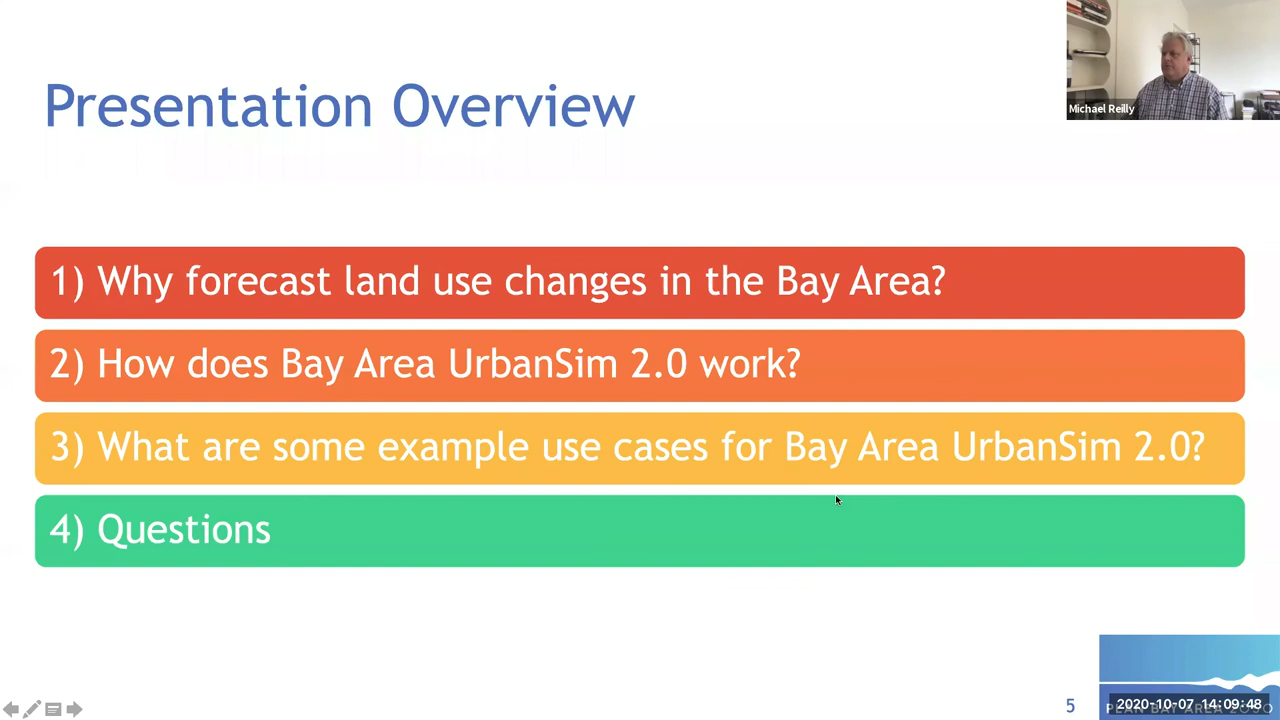 Presentation Overview
Michael Reilly
1) Why forecast land use changes in the Bay Area?
2) How does Bay Area UrbanSim 2.0 work?
3) What are some example use cases for Bay Area UrbanSim 2.0?
4) Questions
5
2020-10-07 14:09:48